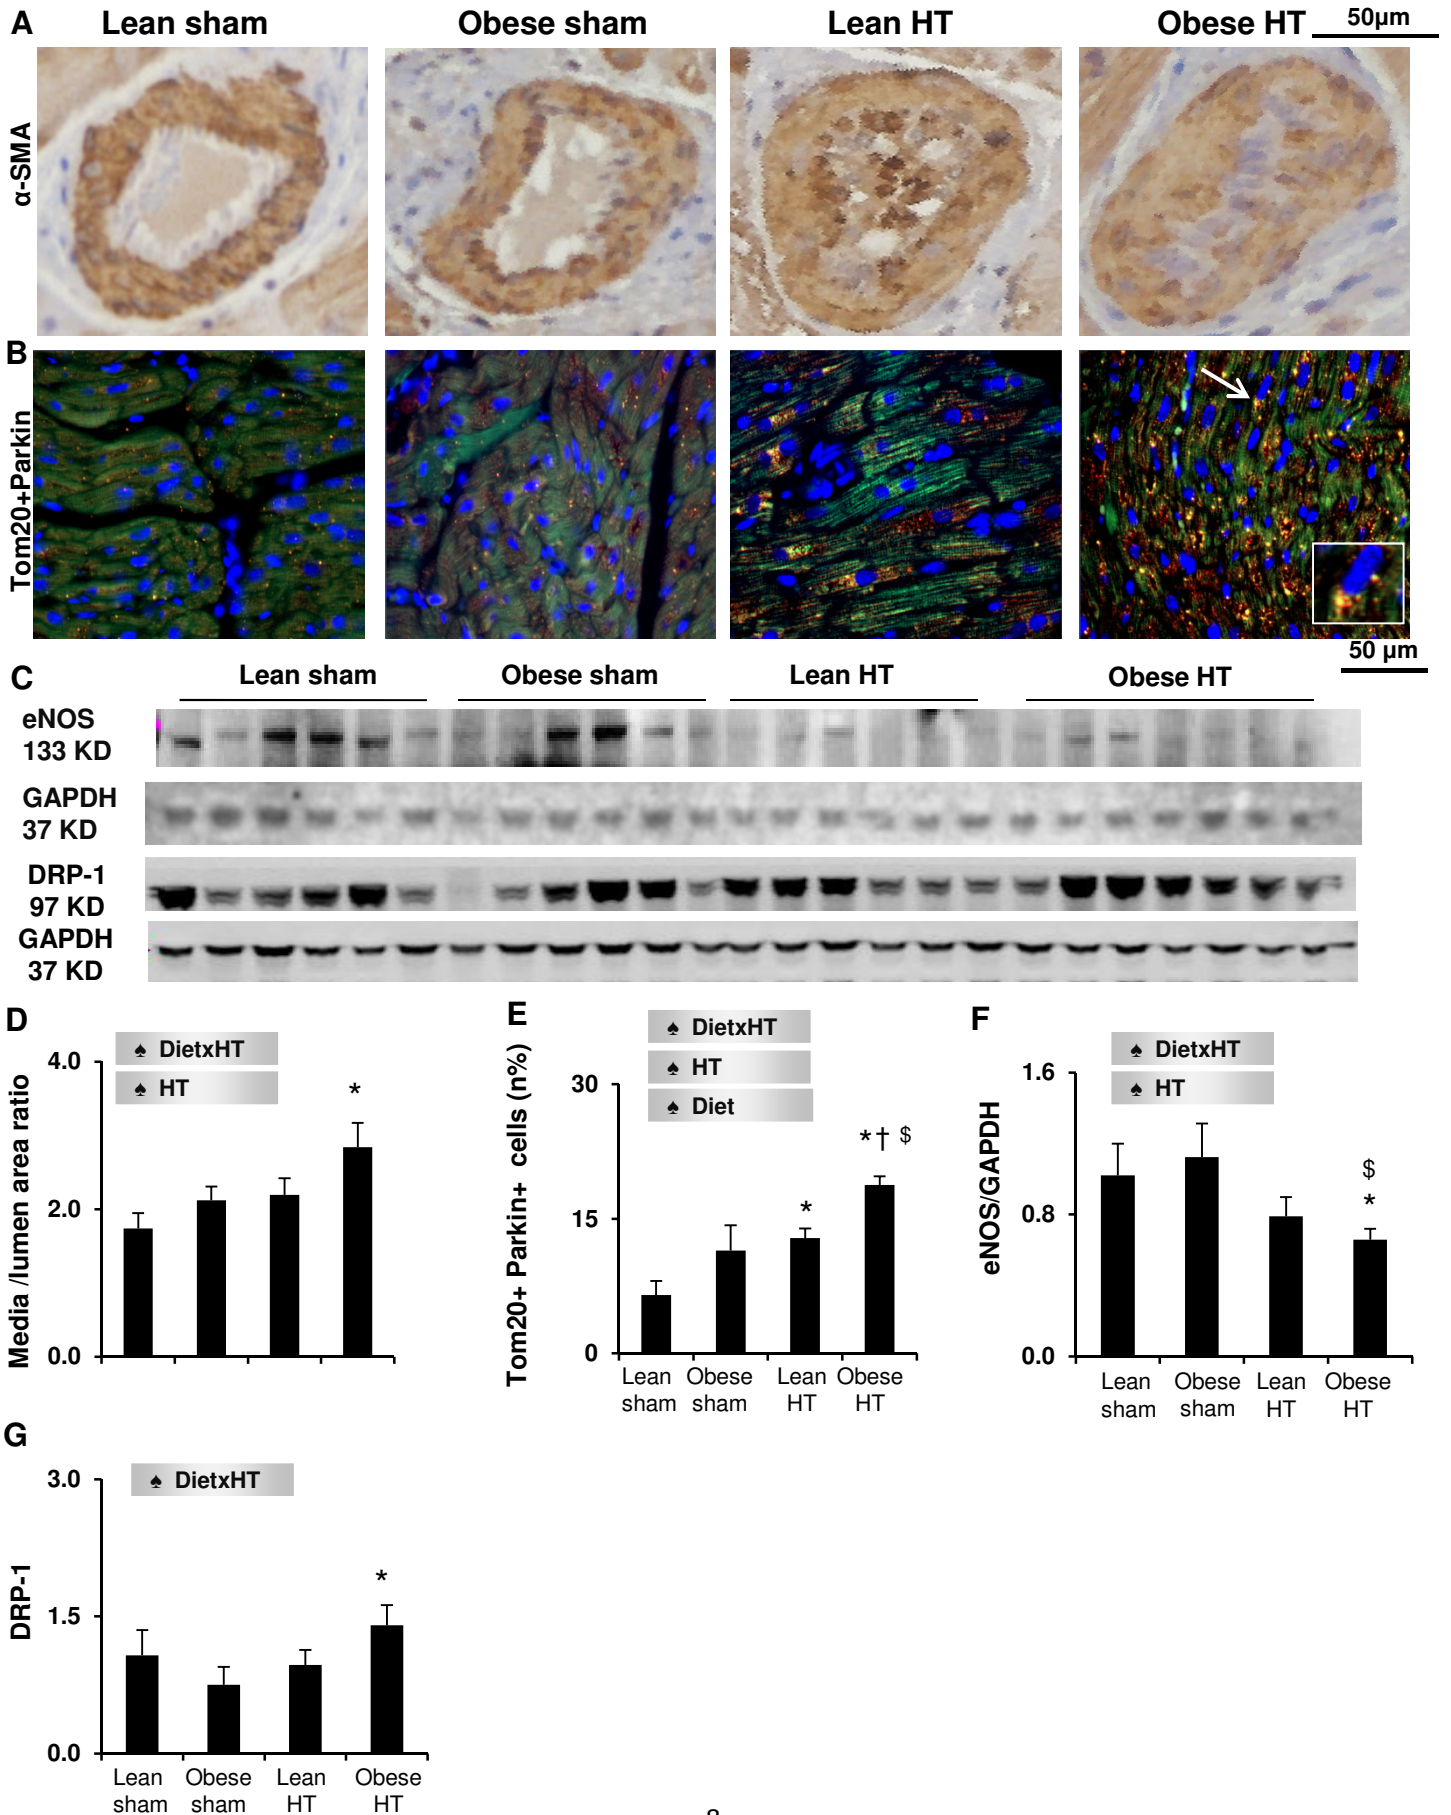 A Lean sham Obese sham Lean HT Obese HT 50µm
α-SMA
B
Tom20+Parkin
50 µm
C Lean sham Obese sham Lean HT Obese HT
eNOS
133 KD
GAPDH
37 KD
DRP-1
97 KD
GAPDH
37 KD
D
♠ DietxHT
♠ HT
Media /lumen area ratio
4.0
2.0
0.0
*
E
♠ DietxHT
♠ HT
♠ Diet
Tom20+ Parkin+ cells (n%)
30
15
0
*
*† $
Lean sham
Obese sham
Lean HT
Obese HT
F
♠ DietxHT
♠ HT
eNOS/GAPDH
1.6
0.8
0.0
$
*
Lean sham
Obese sham
Lean HT
Obese HT
G
♠ DietxHT
DRP-1
3.0
1.5
0.0
*
Lean sham
Obese sham
Lean HT
Obese HT